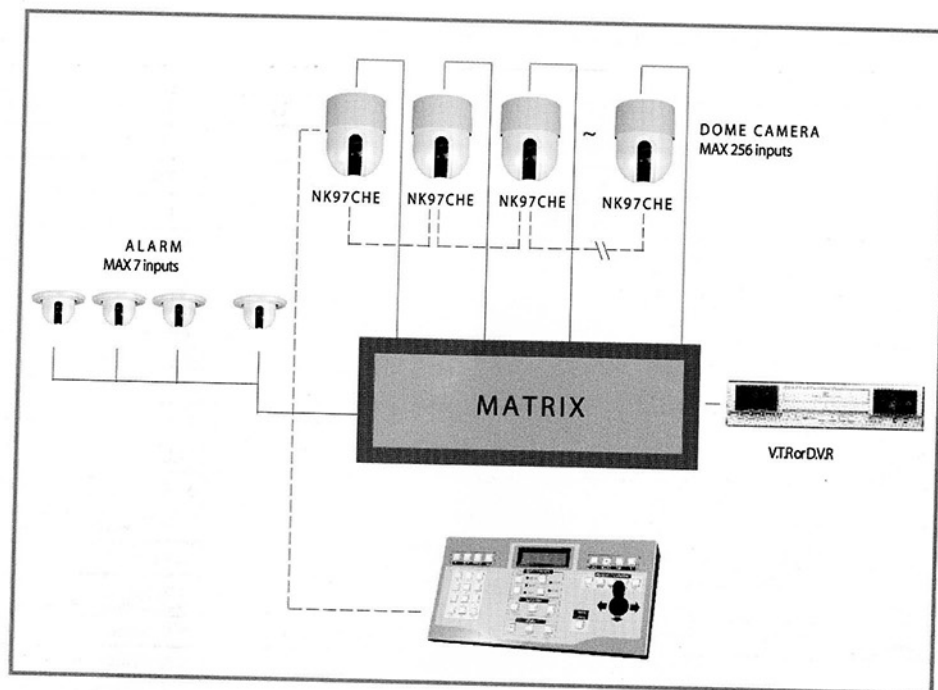 DOME CAMERA
MAX 256 inputs
NK97CHE
NK97CHE
NK97CHE
~
NK97CHE
ALARM
MAX 7 inputs
MATRIX
V.T.R or D.V.R